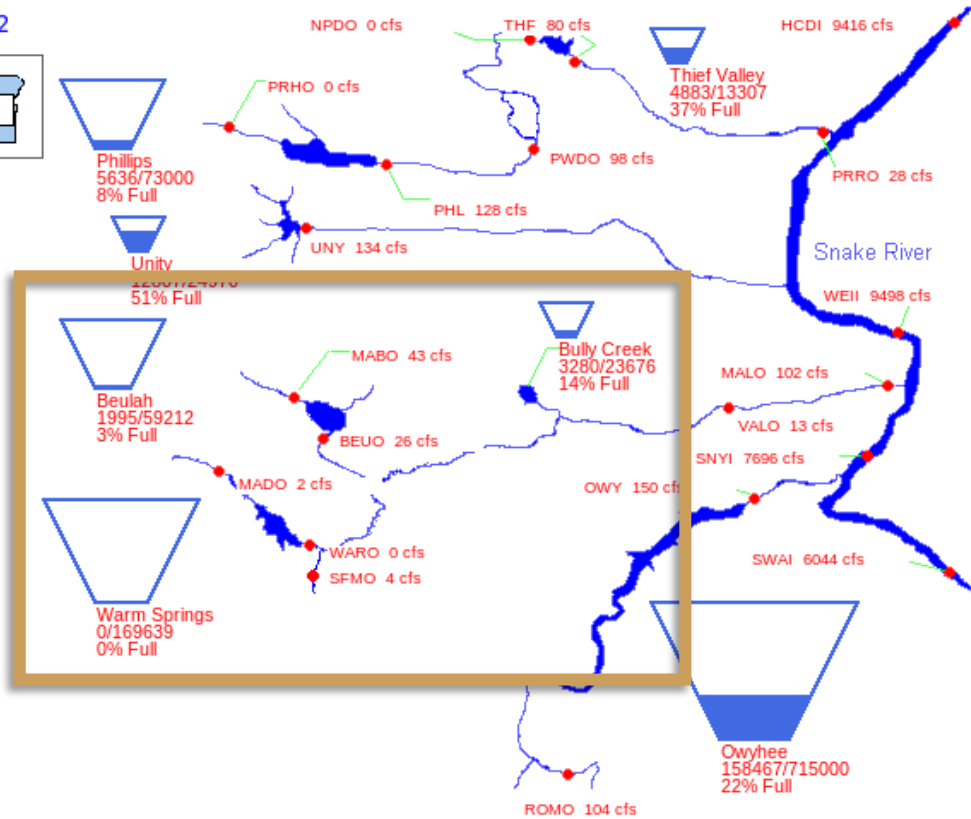 2
NPDO 0 cfs
THF 80 cfs
HCDI 9416 cfs
Thief Valley
4883/13307
37% Full
PRHO 0 cfs
Phillips
5636/73000
8% Full
PWDO 98 cfs
PRRO 28 cfs
PHL 128 cfs
UNY 134 cfs
Snake River
Unity
51% Full
WEII 9498 cfs
Bully Creek
3280/23676
14% Full
MABO 43 cfs
MALO 102 cfs
Beulah
1995/59212
3% Full
VALO 13 cfs
BEUO 26 cfs
SNYI 7696 cfs
MADO 2 cfs
OWY 150 cfs
WARO 0 cfs
SWAI 6044 cfs
SFMO 4 cfs
Warm Springs
0/169639
0% Full
Owyhee
158467/715000
22% Full
ROMO 104 cfs